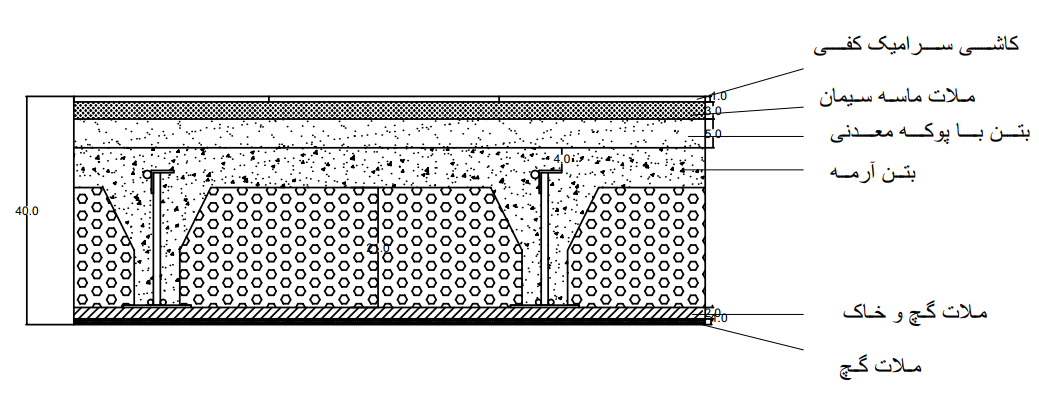 کاشی سرامیک کفی
1.0
ملات ماسه سیمان
3.0
بتن با پوکه معدنی
5.0
4.0
بتن آرمه
40.0
ملات گچ و خاک
2.0
1.0
ملات گچ